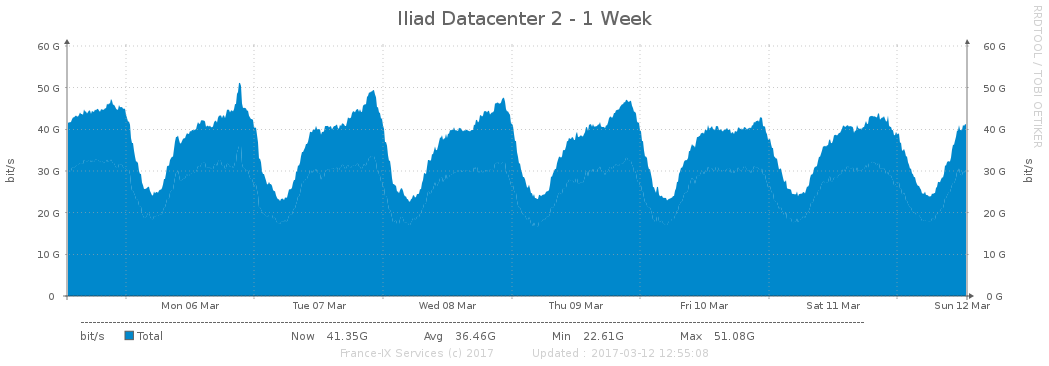 Iliad Datacenter 2 - 1 Week
RRDTOOL / TOBI OETIKER
60 G 60 G
50 G 50 G
40 G 40 G
30 G 30 G
20 G 20 G
10 G 10 G
0 0 G
bit/s
bit/s
Mon 06 Mar Tue 07 Mar Wed 08 Mar Thu 09 Mar Fri 10 Mar Sat 11 Mar Sun 12 Mar
bit/s Total Now 41.35G Avg 36.46G Min 22.61G Max 51.08G
France-IX Services (c) 2017 Updated : 2017-03-12 12:55:08